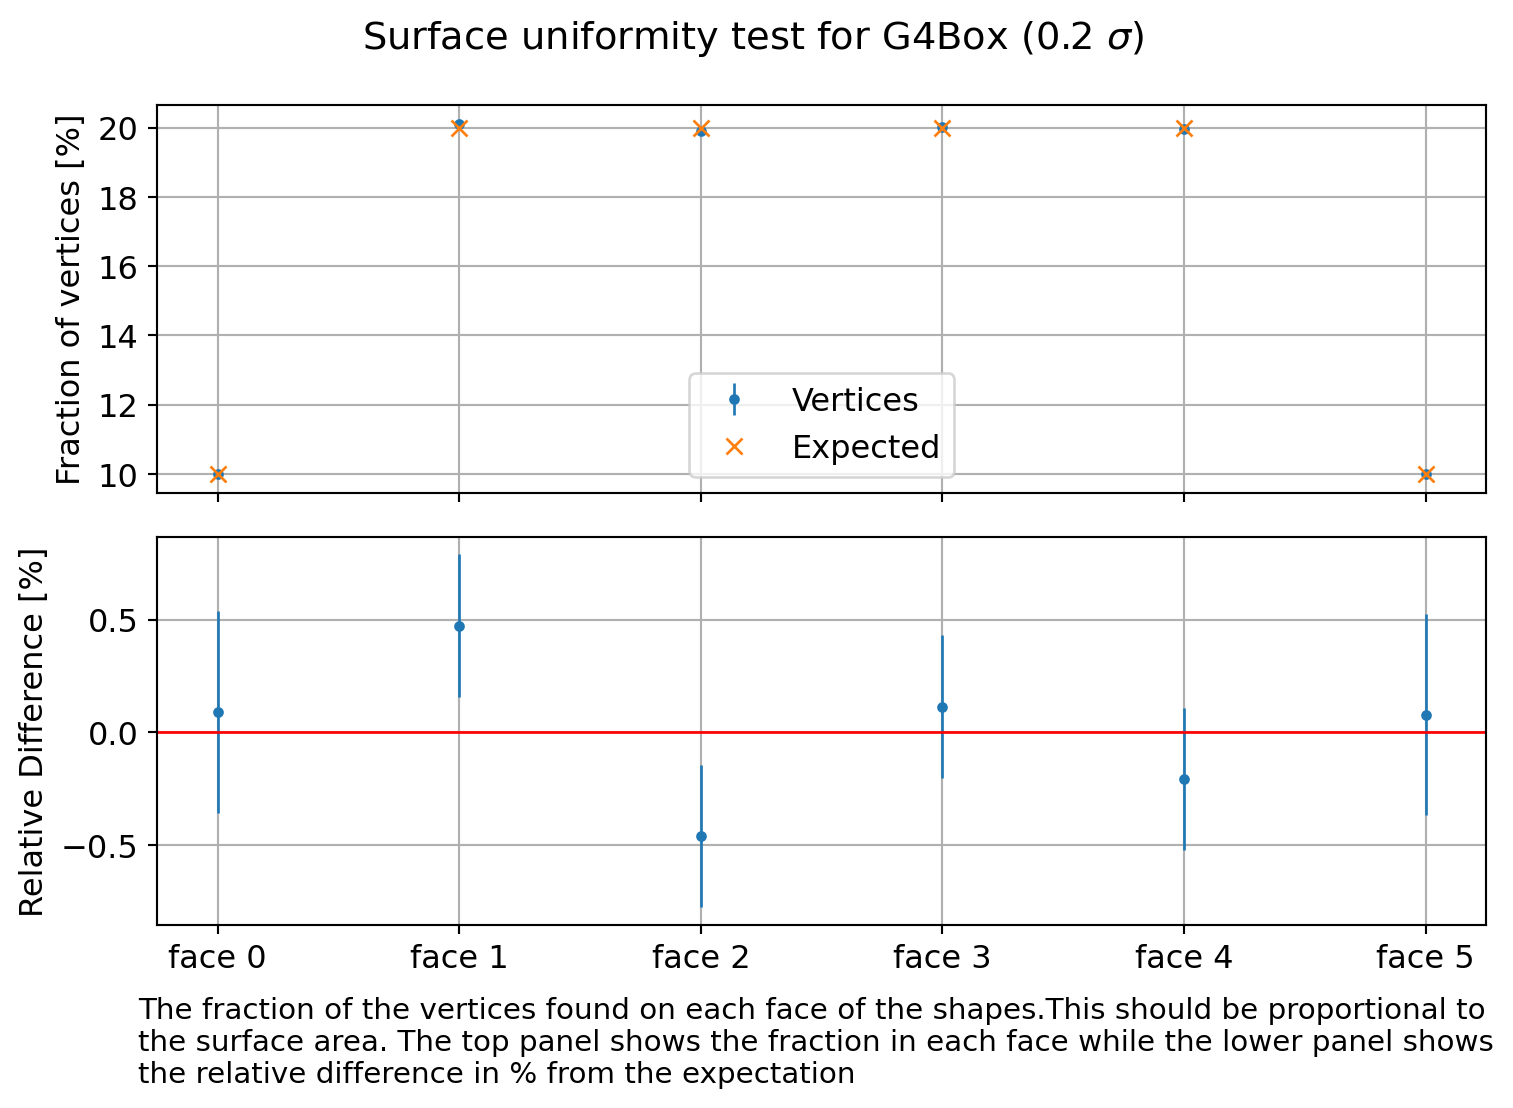 Surface uniformity test for G4Box (0.2 σ)
Fraction of vertices [%]
20
18
16
14
12
10
Vertices
Expected
Relative Difference [%]
0.5
0.0
−0.5
face 0 face 1 face 2 face 3 face 4 face 5
The fraction of the vertices found on each face of the shapes.This should be proportional to
the surface area. The top panel shows the fraction in each face while the lower panel shows
the relative difference in % from the expectation